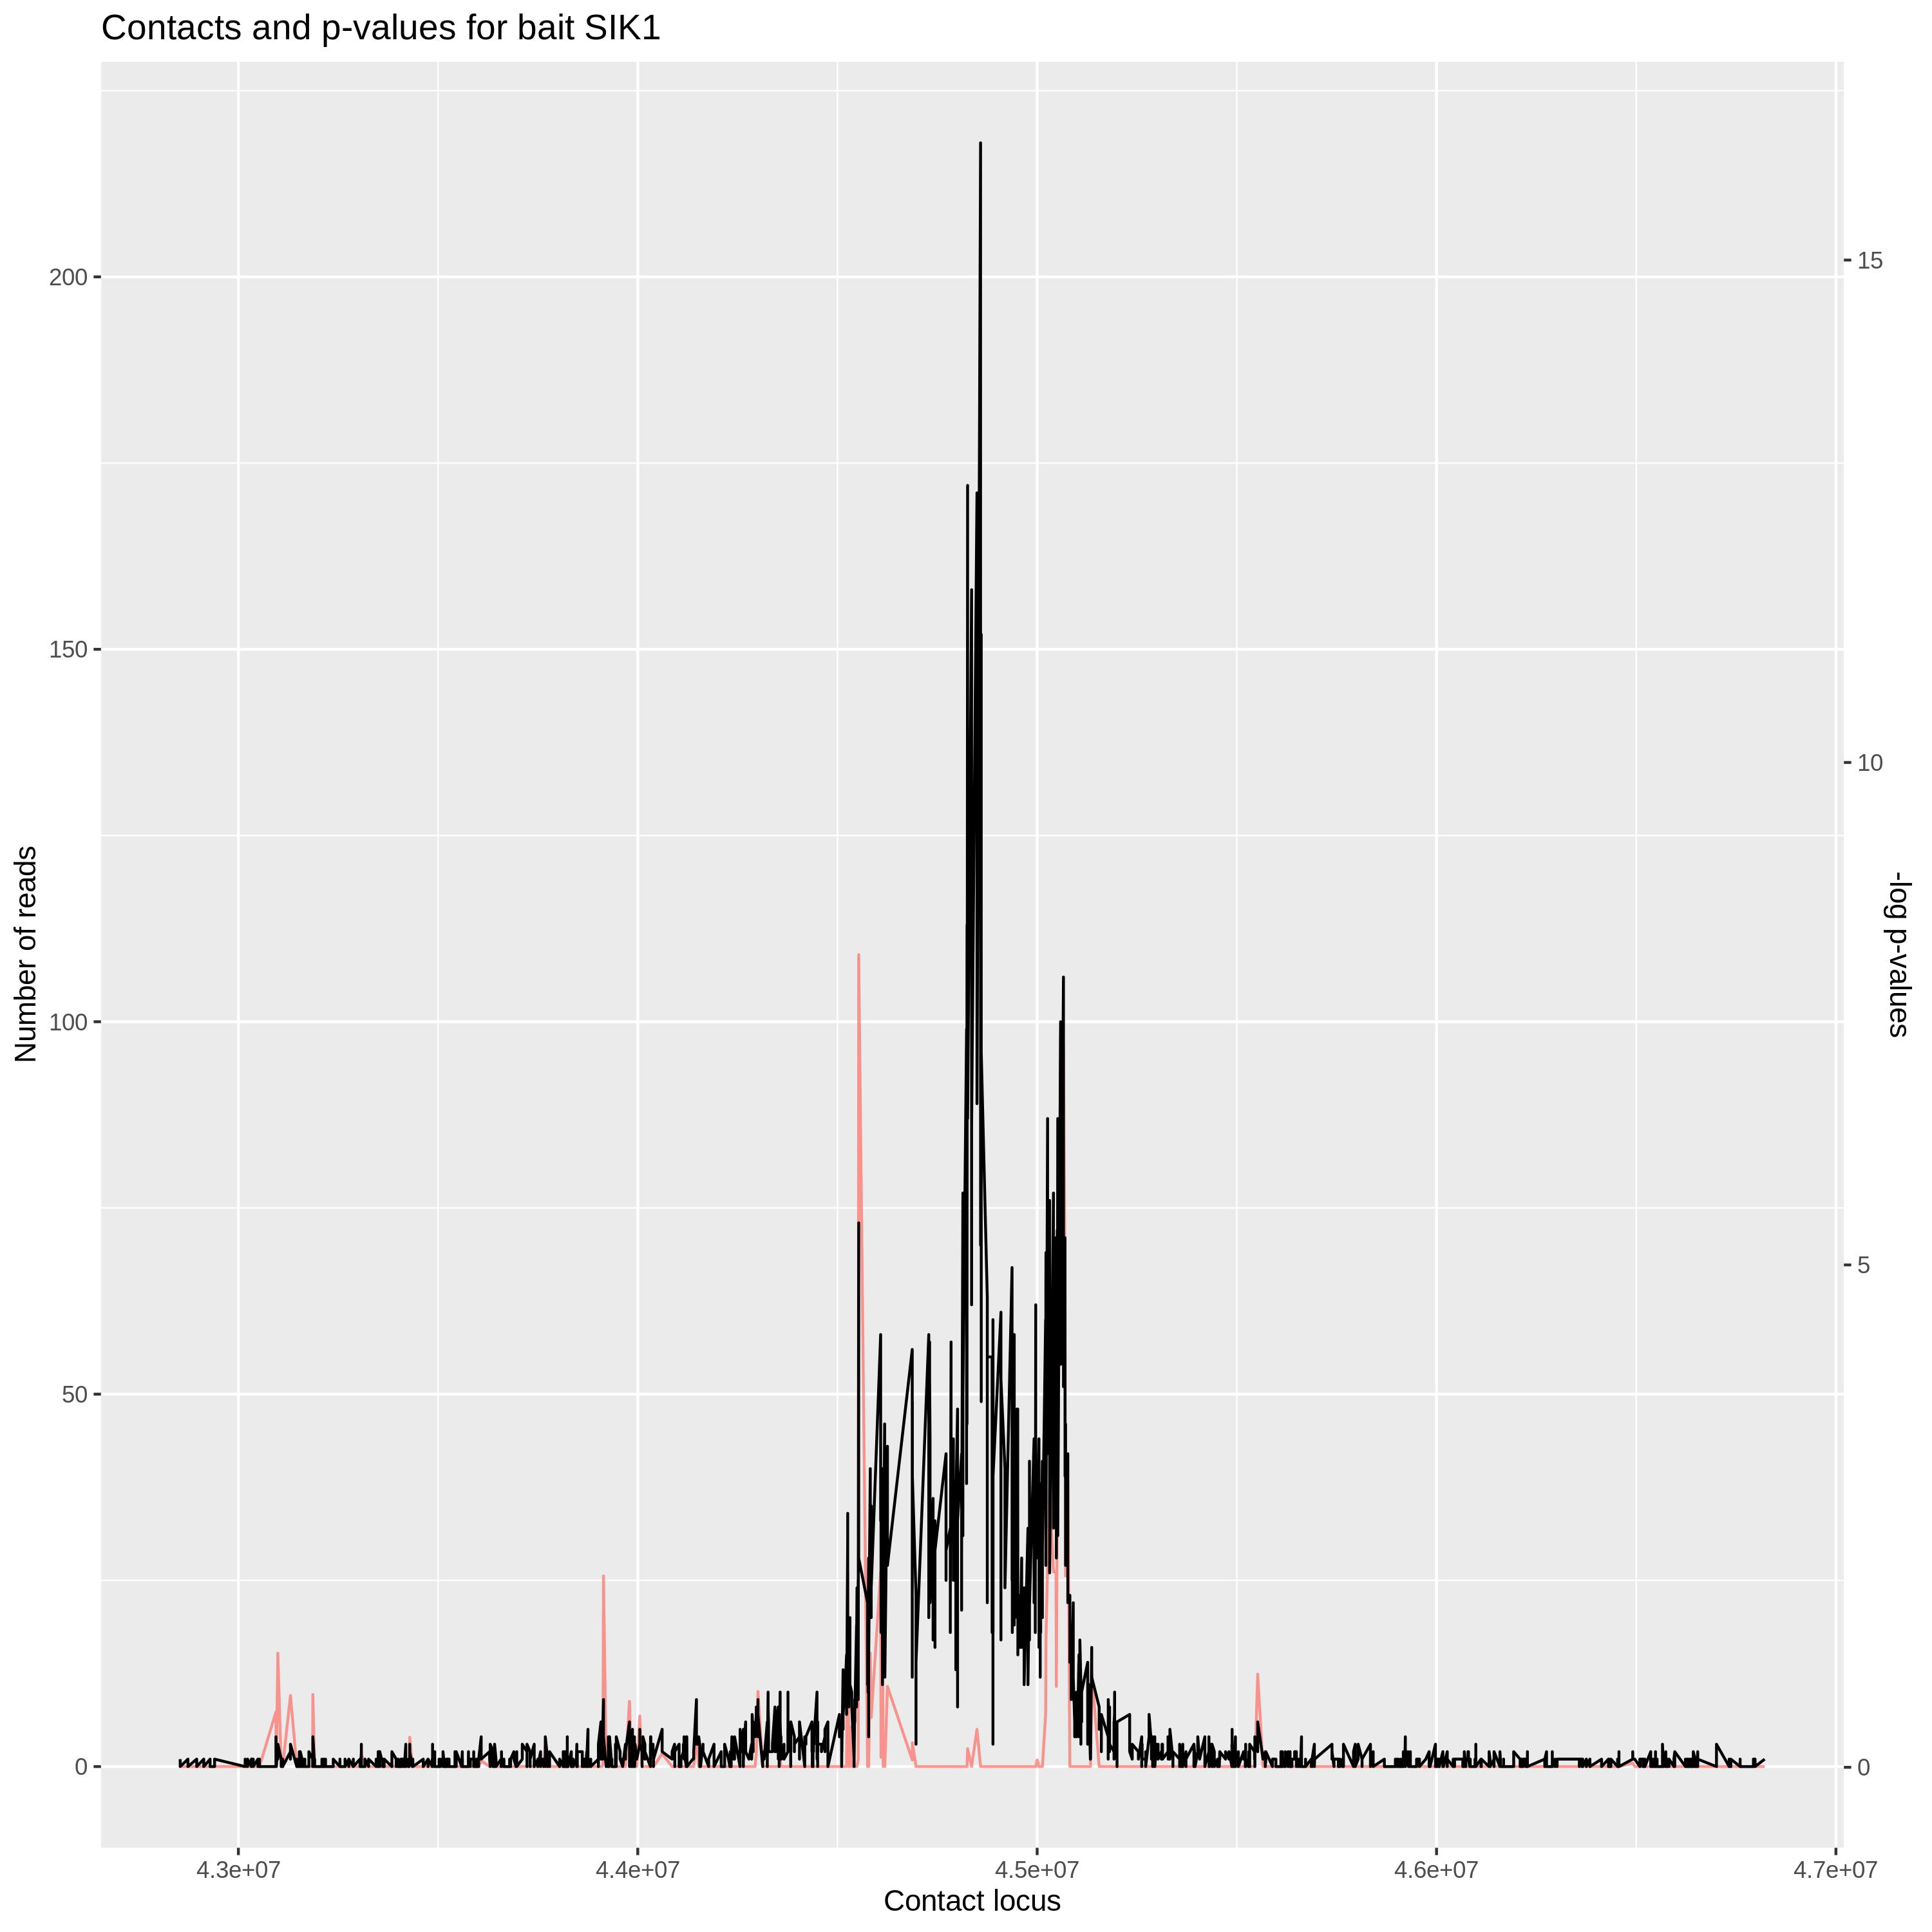 Contacts and p-values for bait SIK1
Number of reads
200
150
100
50
0
15
10
5
0
-log p-values
4.3e+07
4.4e+07
4.5e+07
4.6e+07
4.7e+07
Contact locus